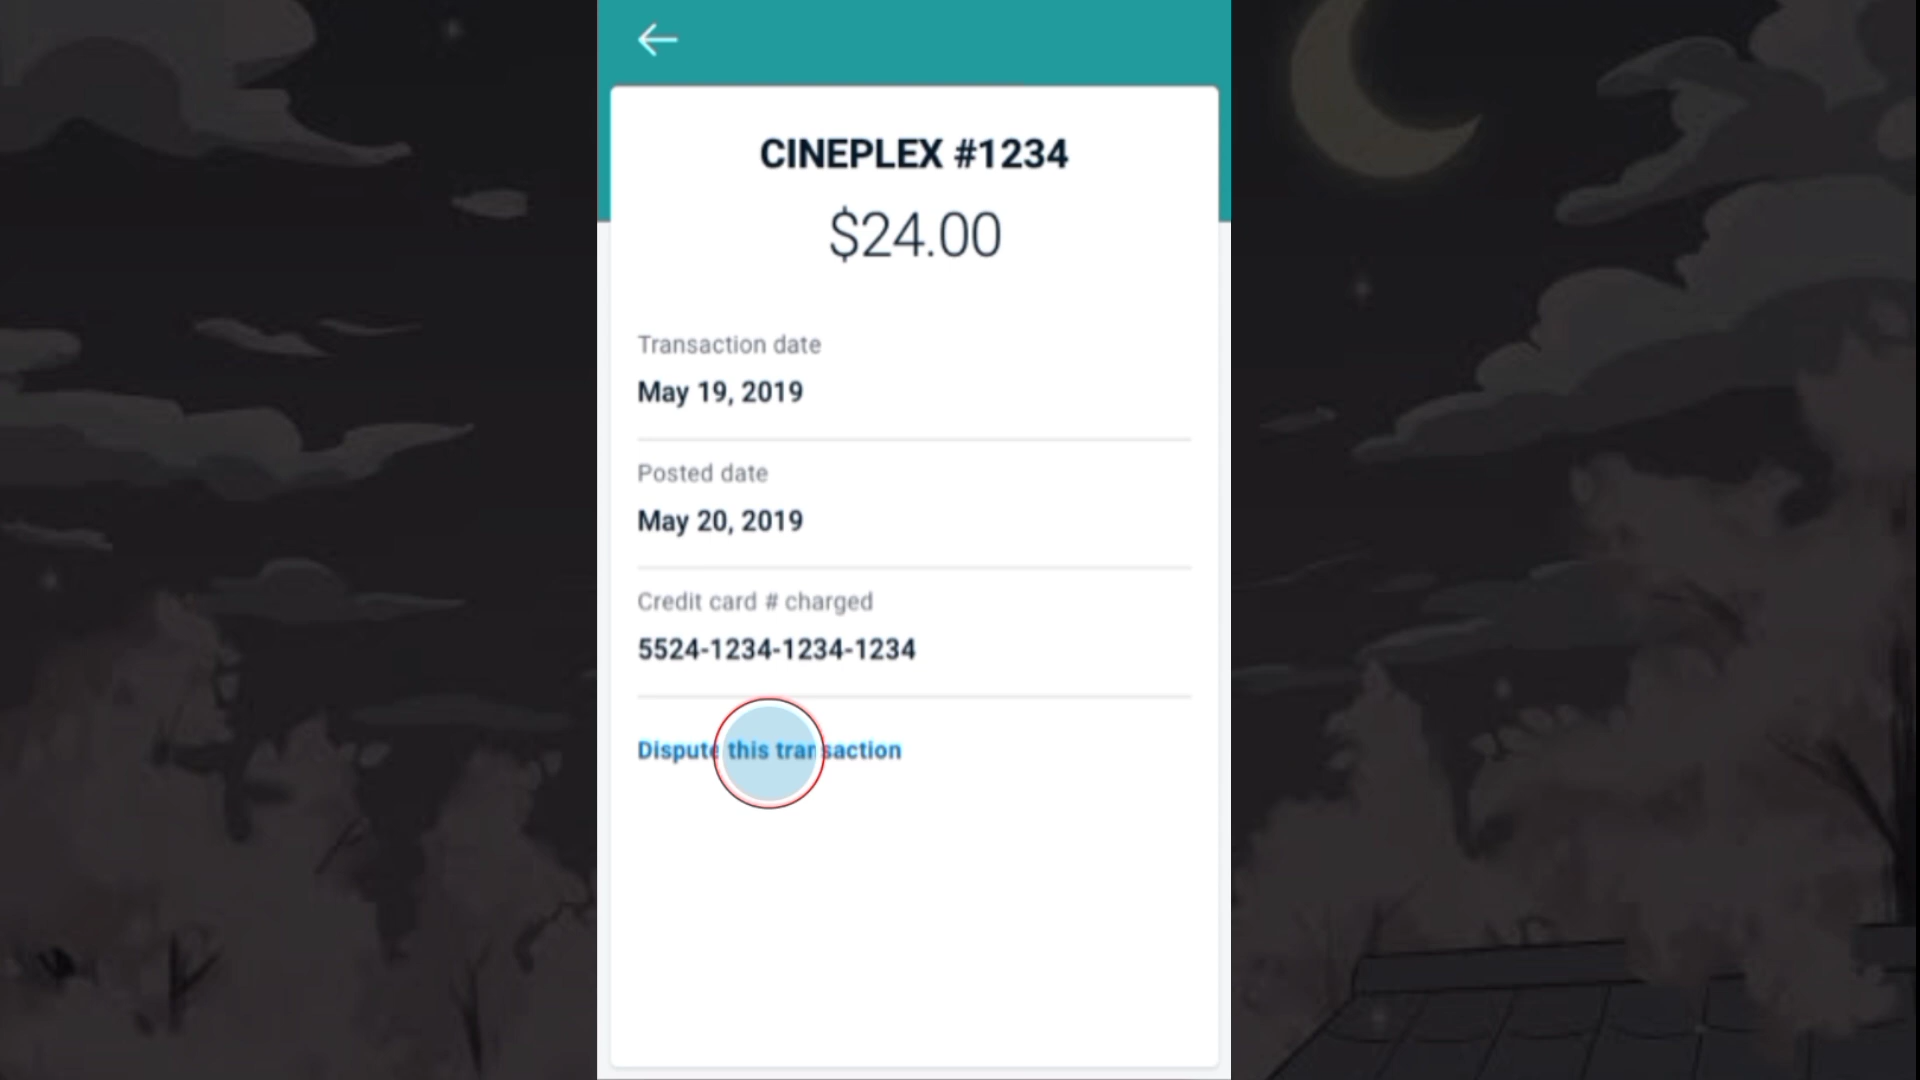 CINEPLEX #1234
$24.00
Transaction date
May 19, 2019
Posted date
May 20, 2019
Credit card # charged
5524-1234-1234-1234
Dispute this transaction